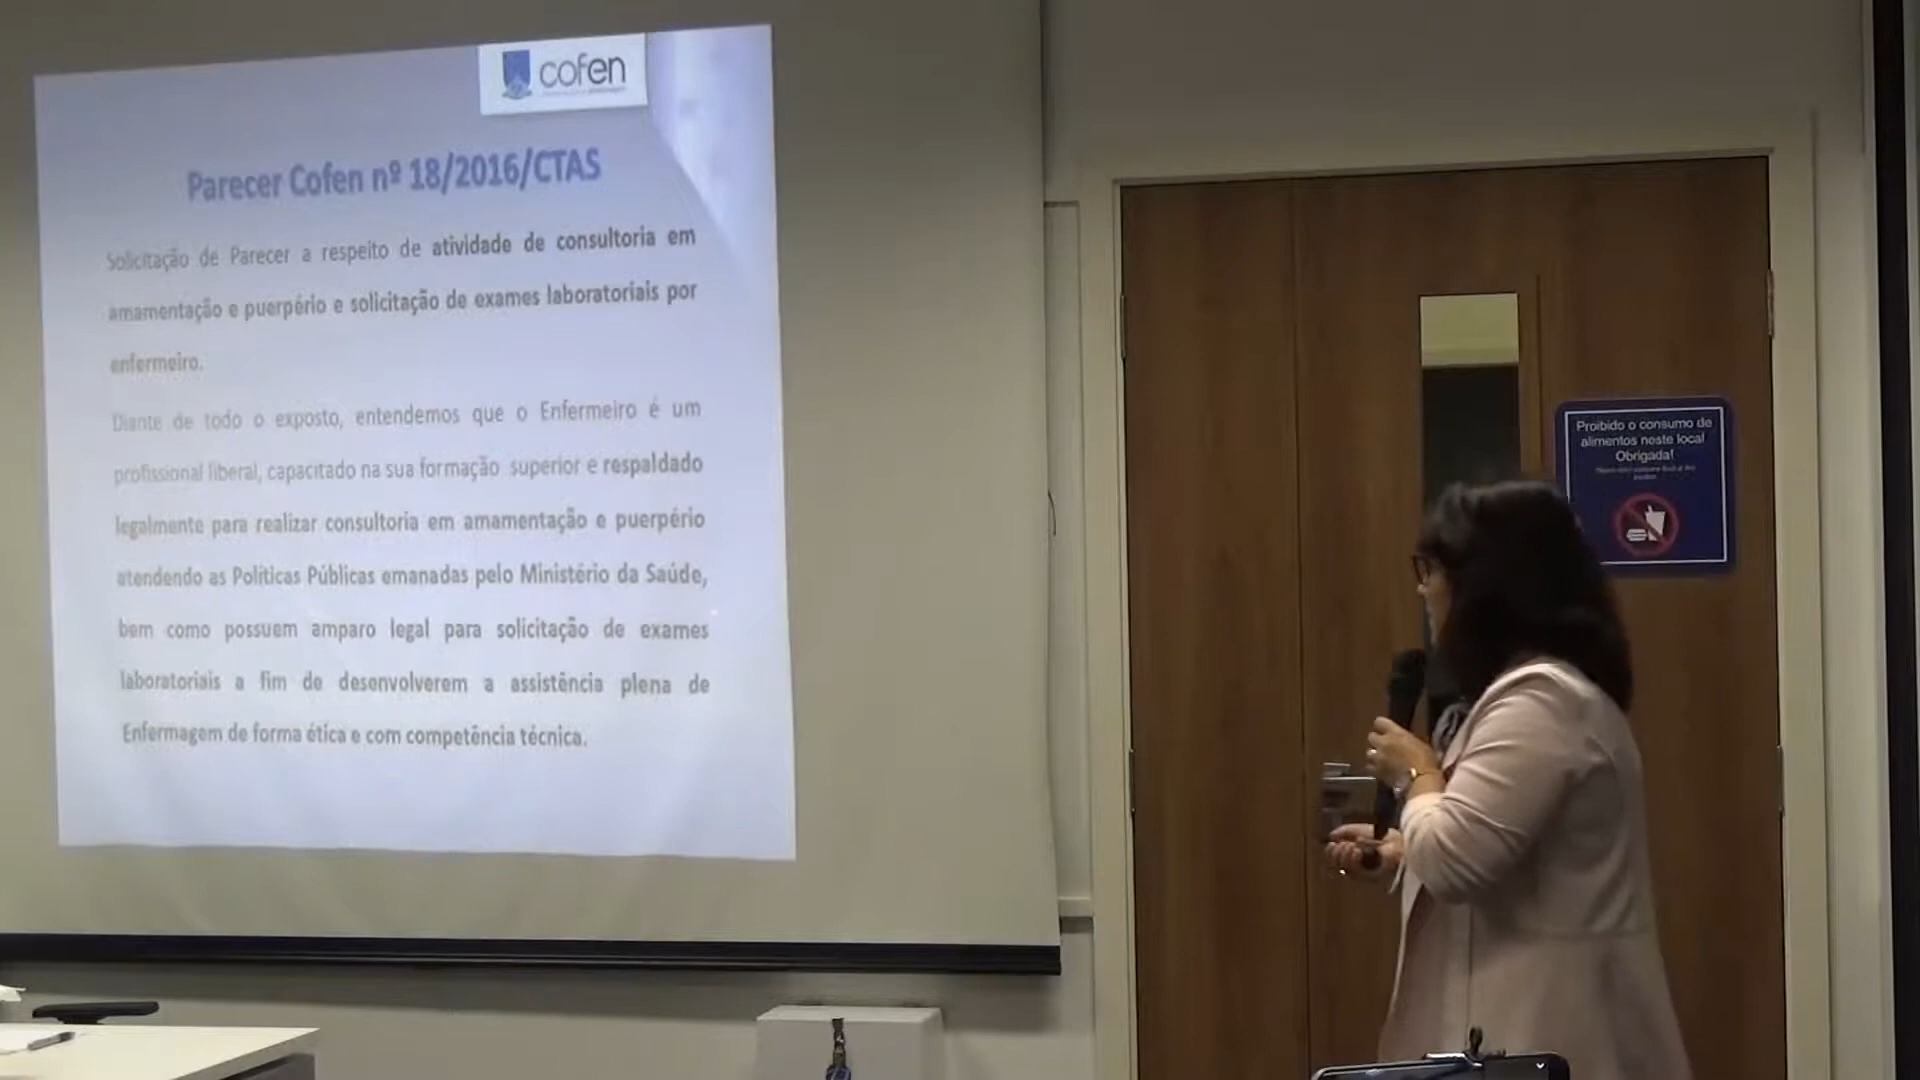 cofen
Parecer Cofen nº 18/2016/CTAS
Solicitação de Parecer a respeito de atividade de consultoria em
amamentação e puerpério e solicitação de exames laboratoriais por
enfermeiro.
Diante de todo o exposto, entendemos que o Enfermeiro é um
profissional liberal, capacitado na sua formação superior e respaldado
legalmente para realizar consultoria em amamentação e puerpério
atendendo as Políticas Públicas emanadas pelo Ministério da Saúde,
bem como possuem amparo legal para solicitação de exames
laboratoriais a fim de desenvolverem a assistência plena de
Enfermagem de forma ética e com competência técnica.
Proibido o consumo de
alimentos neste local
Obrigada!